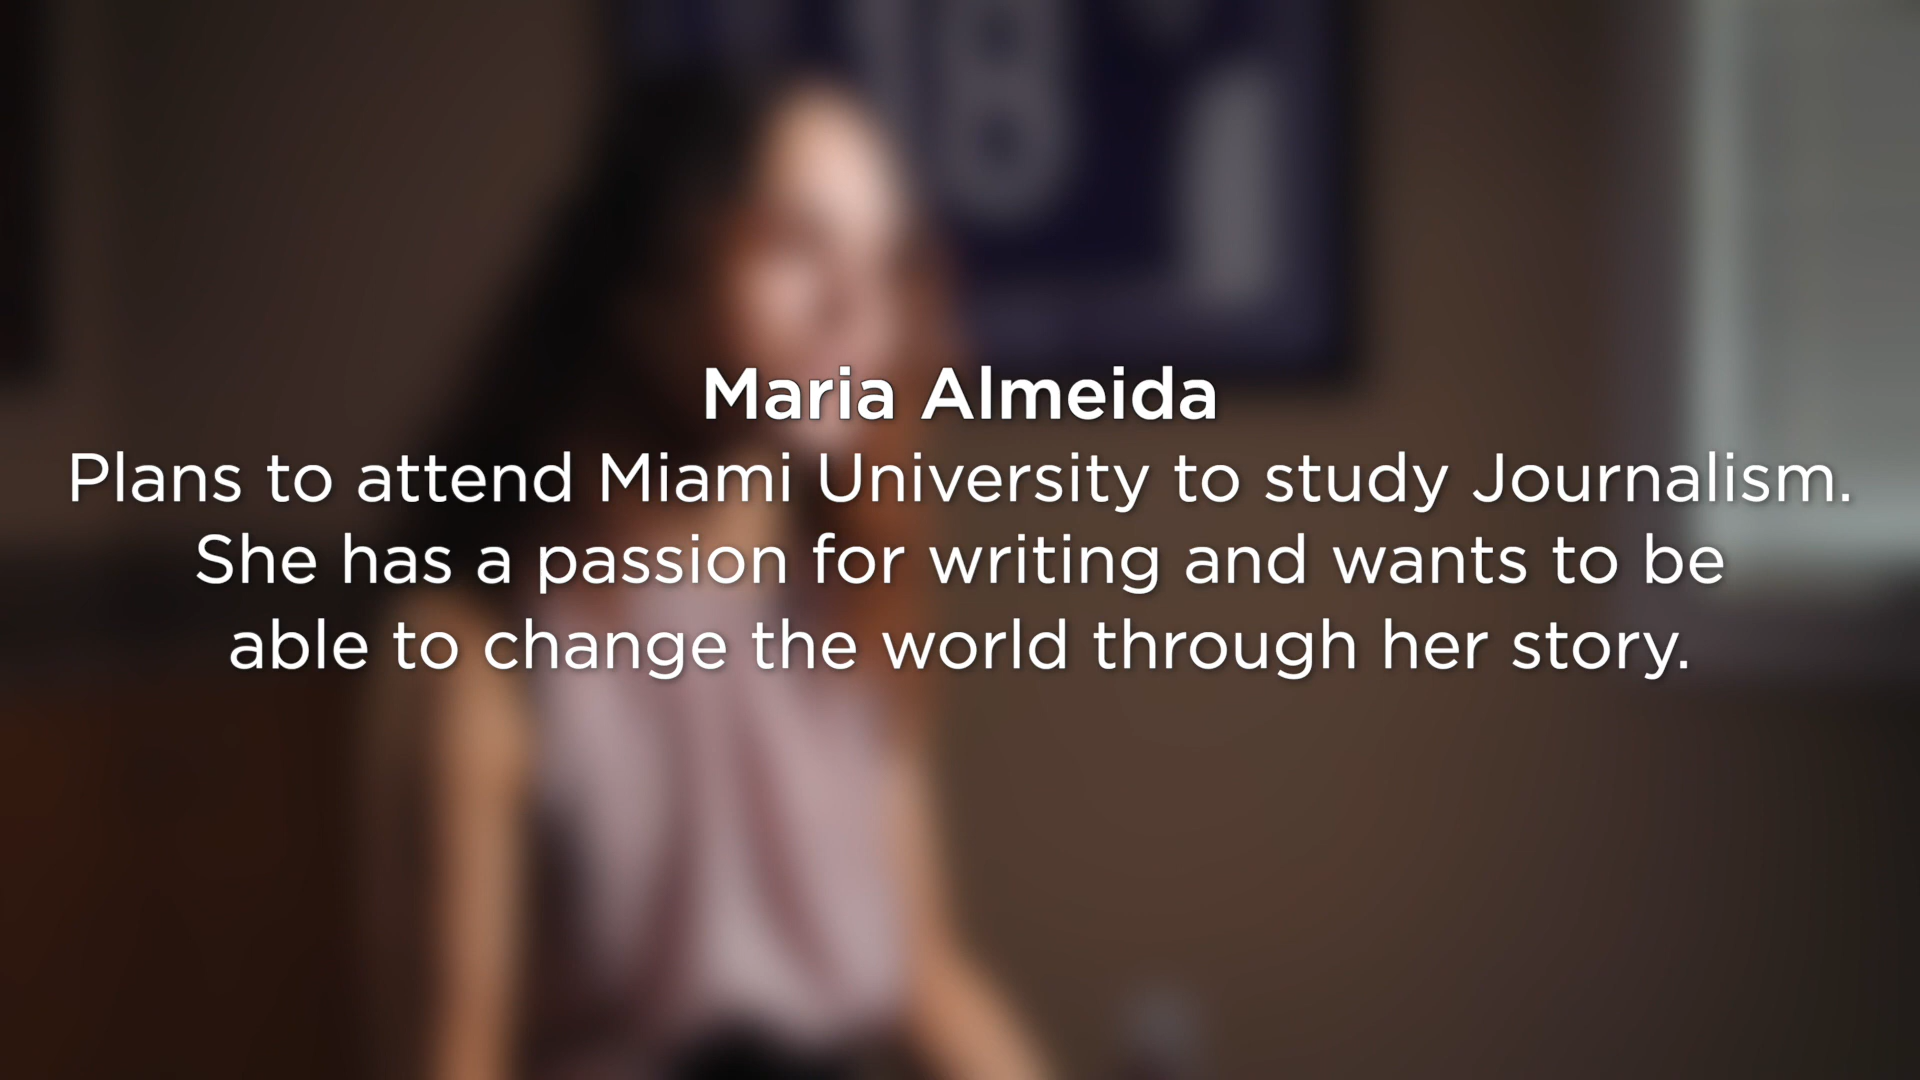 Maria Almeida
Plans to attend Miami University to study Journalism.
She has a passion for writing and wants to be
able to change the world through her story.